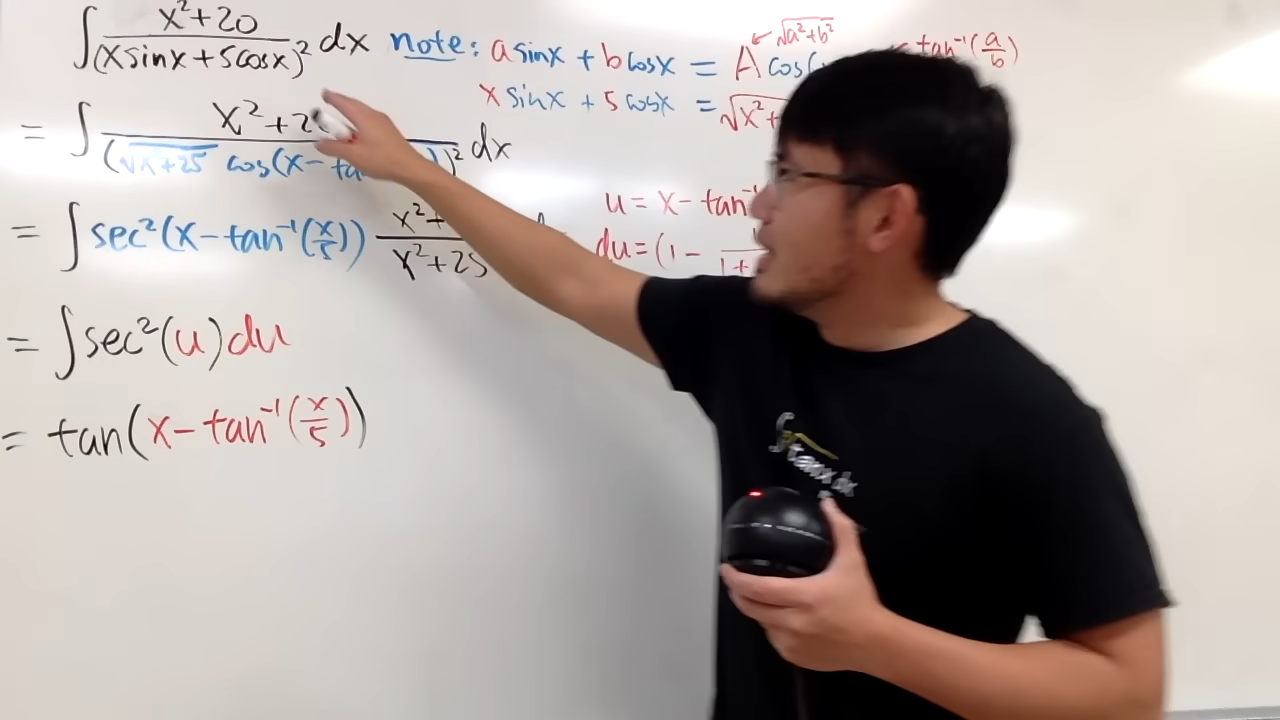 ∫ x²+20 / (x sinx + 5cosx)² dx
note: a sinx + b cosx = A cos( √(a²+b²) tan⁻¹(a/b)
x sinx + 5 cosx = √x²+
= ∫ x²+2 / (√x+25 cos(x- ))² dx
= ∫ sec²(x-tan⁻¹(x/5)) x²+ / x²+25
u = x - tan⁻¹
du = (1 - 1+
= ∫ sec²(u) du
= tan(x-tan⁻¹(x/5))
∫ √tanx dx